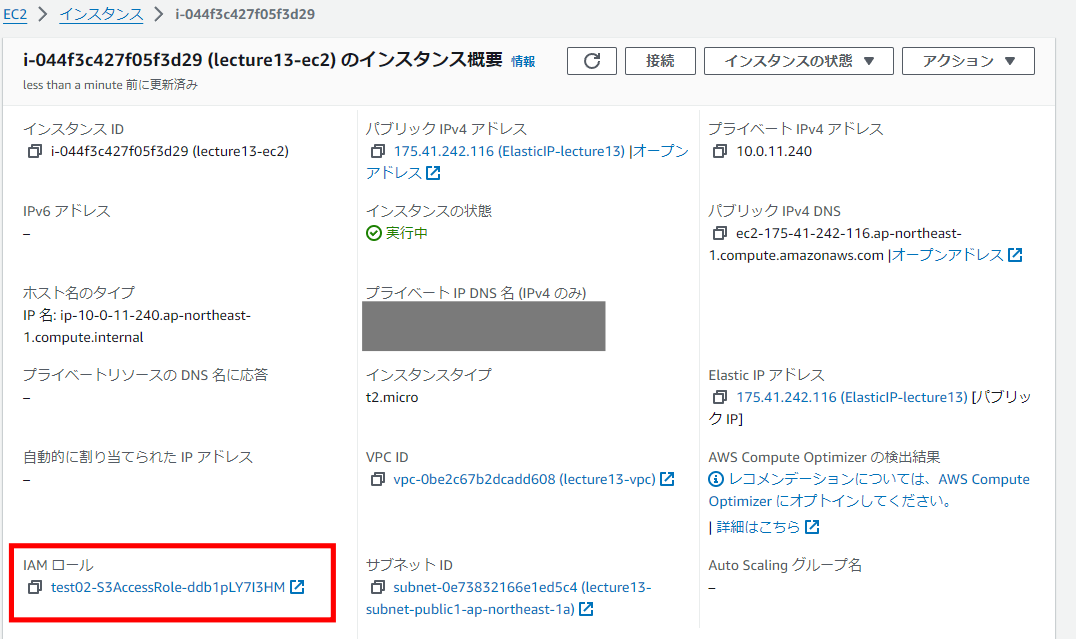 EC2 > インスタンス > i-044f3c427f05f3d29
i-044f3c427f05f3d29 (lecture13-ec2) のインスタンス概要 情報
接続
インスタンスの状態 ▼
アクション ▼
less than a minute 前に更新済み
インスタンス ID
i-044f3c427f05f3d29 (lecture13-ec2)
パブリック IPv4 アドレス
175.41.242.116 (ElasticIP-lecture13) |オープン
アドレス
プライベート IPv4 アドレス
10.0.11.240
IPv6 アドレス
–
インスタンスの状態
実行中
パブリック IPv4 DNS
ec2-175-41-242-116.ap-northeast-
1.compute.amazonaws.com |オープンアドレス
ホスト名のタイプ
IP 名: ip-10-0-11-240.ap-northeast-
1.compute.internal
プライベート IP DNS 名 (IPv4 のみ)
プライベートリソースの DNS 名に応答
–
インスタンスタイプ
t2.micro
Elastic IP アドレス
175.41.242.116 (ElasticIP-lecture13) [パブリッ
ク IP]
自動的に割り当てられた IP アドレス
–
VPC ID
vpc-0be2c67b2dcadd608 (lecture13-vpc)
AWS Compute Optimizer の検出結果
レコメンデーションについては、AWS Compute
Optimizer にオプトインしてください。
| 詳細はこちら
IAM ロール
test02-S3AccessRole-ddb1pLY7I3HM
サブネット ID
subnet-0e73832166e1ed5c4 (lecture13-
subnet-public1-ap-northeast-1a)
Auto Scaling グループ名
–